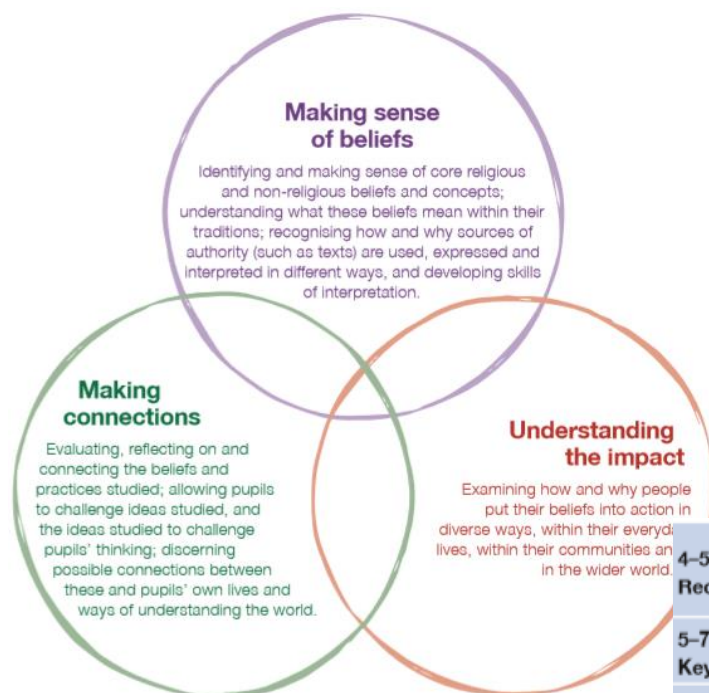 Making sense
of beliefs
Identifying and making sense of core religious
and non-religious beliefs and concepts;
understanding what these beliefs mean within their
traditions; recognising how and why sources of
authority (such as texts) are used, expressed and
interpreted in different ways, and developing skills
of interpretation.
Making
connections
Evaluating, reflecting on and
connecting the beliefs and
practices studied; allowing pupils
to challenge ideas studied, and
the ideas studied to challenge
pupils' thinking; discerning
possible connections between
these and pupils' own lives and
ways of understanding the world.
Understanding
the impact
Examining how and why people
put their beliefs into action in
diverse ways, within their everyda
lives, within their communities an
in the wider world.
4–5
Rec
5–7
Key